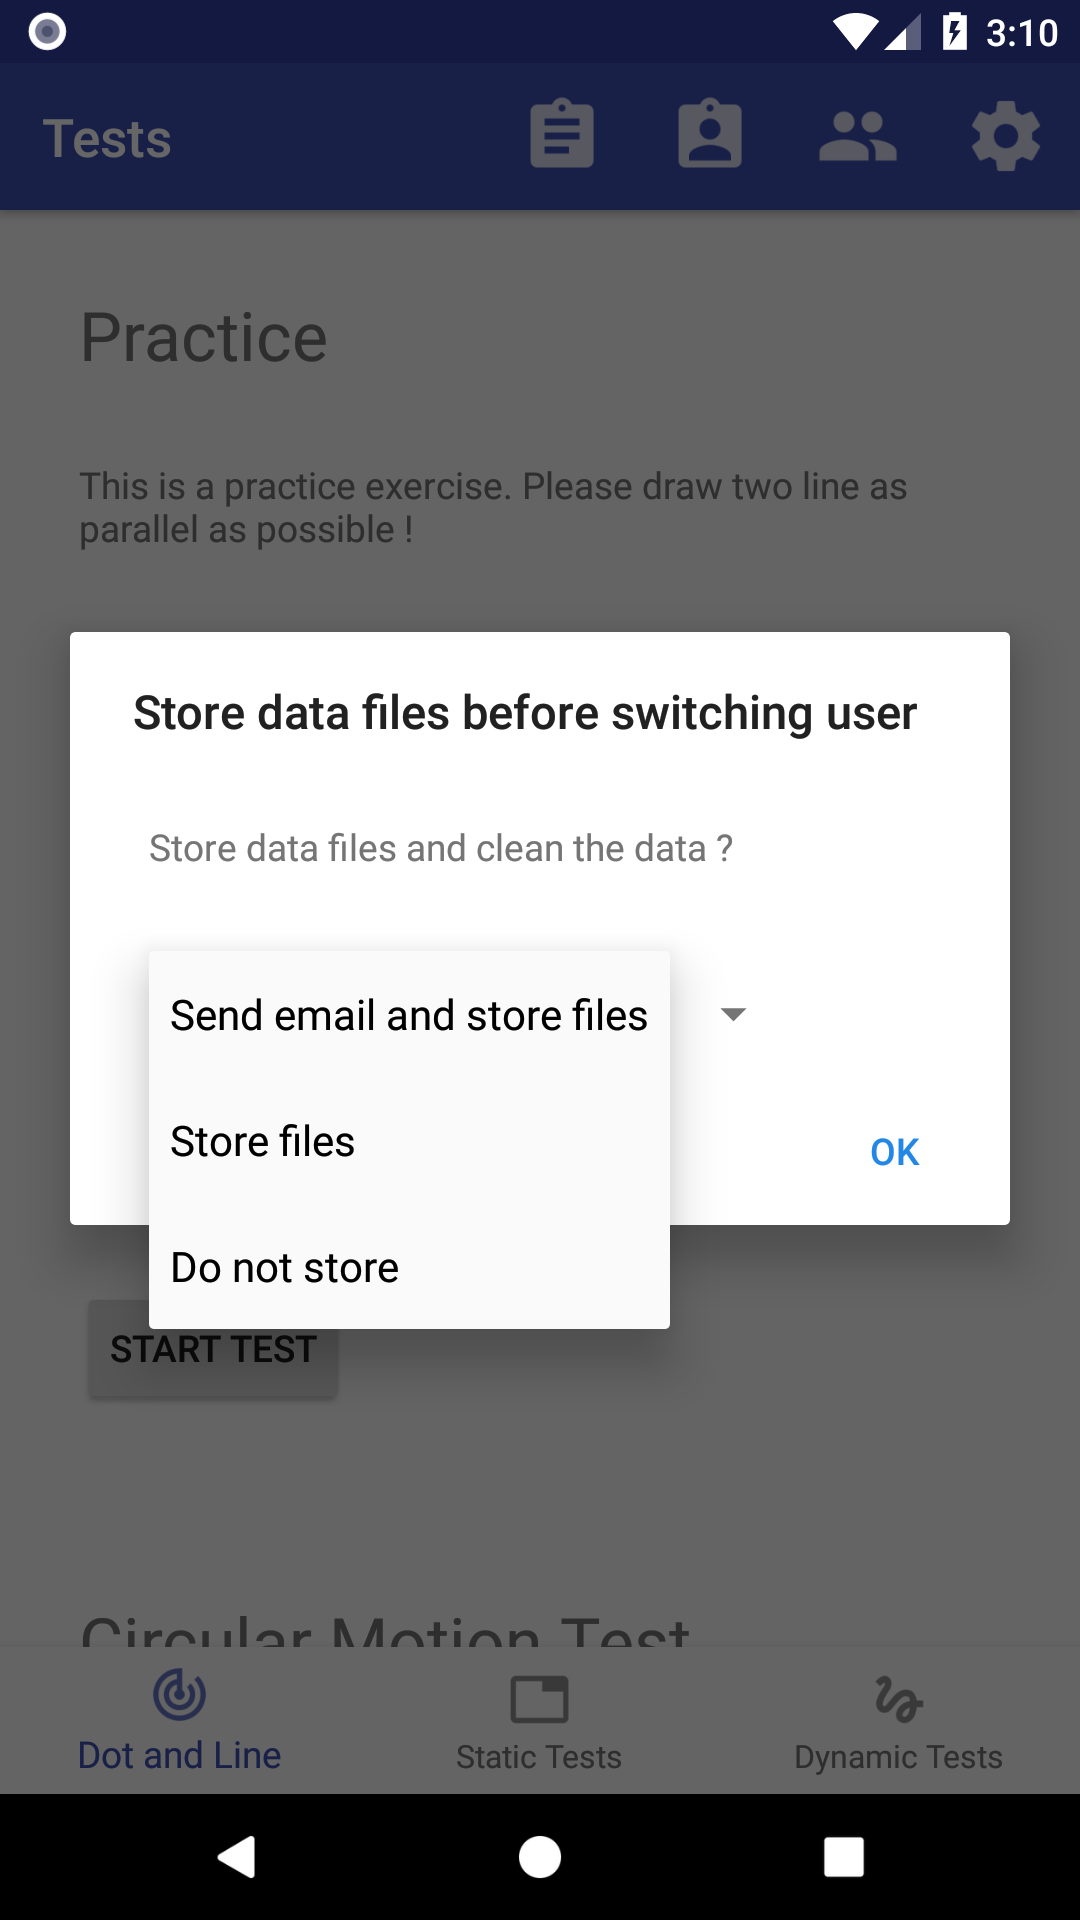 3:10
Tests
Practice
This is a practice exercise. Please draw two line as
parallel as possible !
Store data files before switching user
Store data files and clean the data ?
Send email and store files
Store files
OK
Do not store
START TEST
Circular Motion Test
Dot and Line
Static Tests
Dynamic Tests